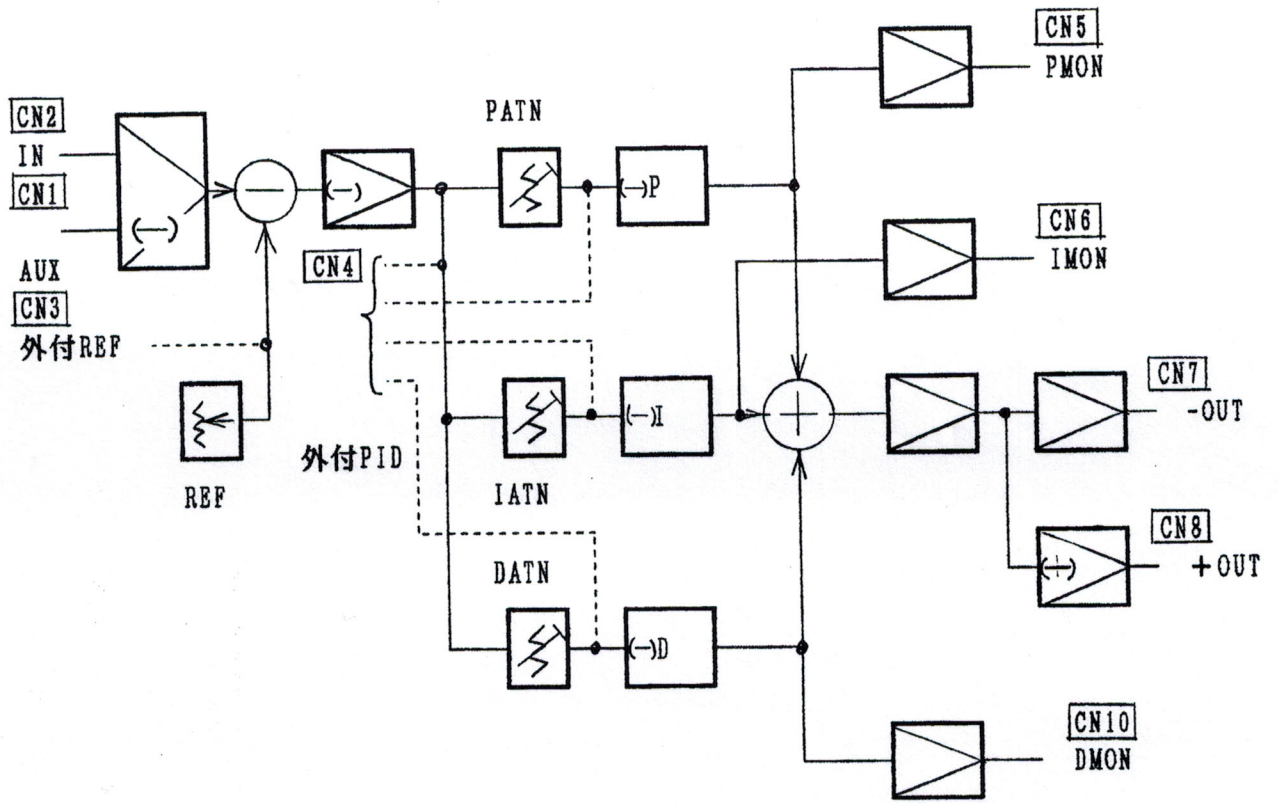 CN2
IN
CN1
(—)
AUX
CN3
外付REF
REF
—
(—)
CN4
外付PID
PATN
(—)P
IATN
(—)I
DATN
(—)D
+
CN5
PMON
CN6
IMON
CN7
-OUT
CN8
(+)
+OUT
CN10
DMON